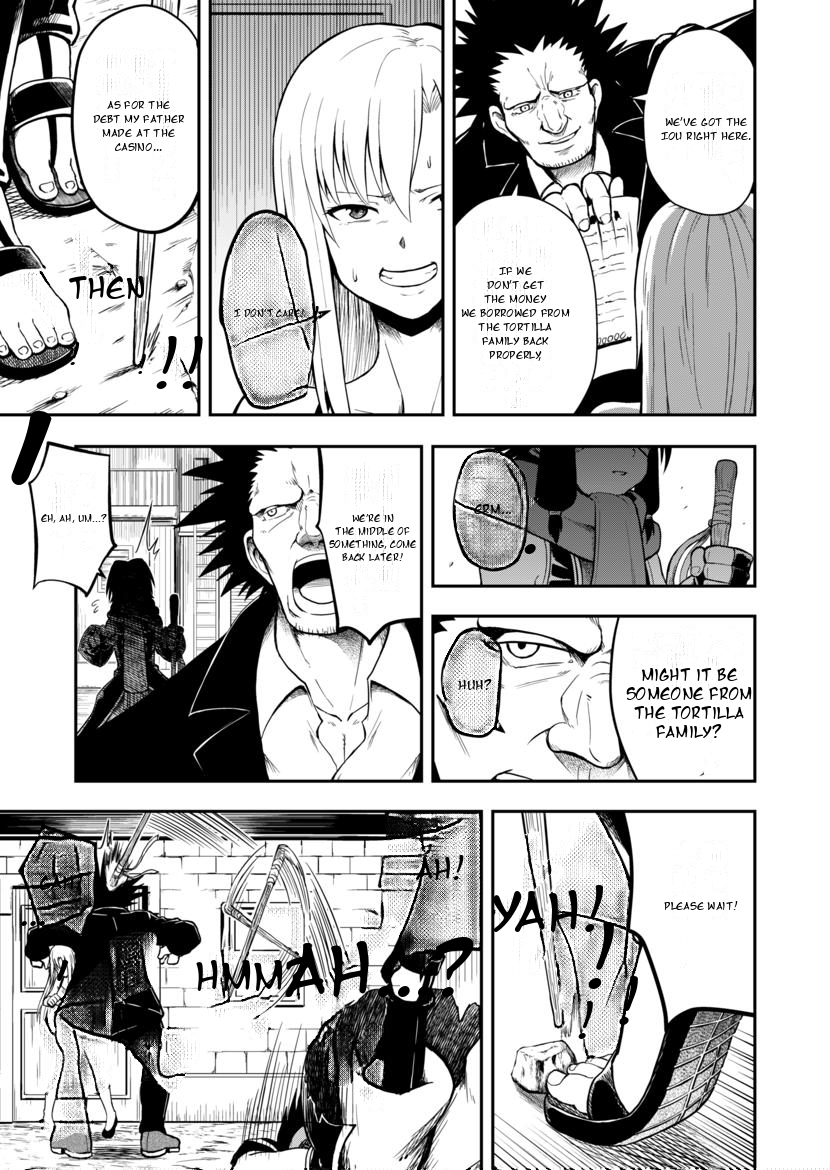 WE'VE GOT THE
IOU RIGHT HERE.
IF WE
DON'T GET
THE MONEY
WE BORROWED FROM
THE TORTILLA
FAMILY BACK
PROPERLY,
I DON'T CARE!
AS FOR THE
DEBT MY FATHER
MADE AT THE
CASINO...
THEN
!!
ERM...
MIGHT IT BE
SOMEONE FROM
THE TORTILLA
FAMILY?
HUH?
WE'RE IN
THE MIDDLE OF
SOMETHING, COME
BACK LATER!
EH, AH, UM...?
!
PLEASE WAIT!
YAH!
!!
AH!
HMMAH..?